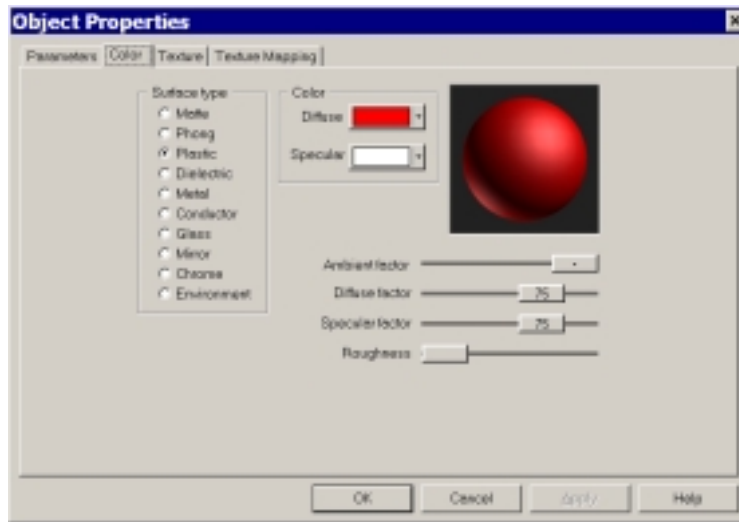 Object Properties
Parameters Color Texture Texture Mapping
Surface type
Matte
Phong
Plastic
Dielectric
Metal
Conductor
Glass
Mirror
Chrome
Environment
Color
Diffuse
Specular
Ambient factor
Diffuse factor 75
Specular factor 75
Roughness
OK Cancel Apply Help